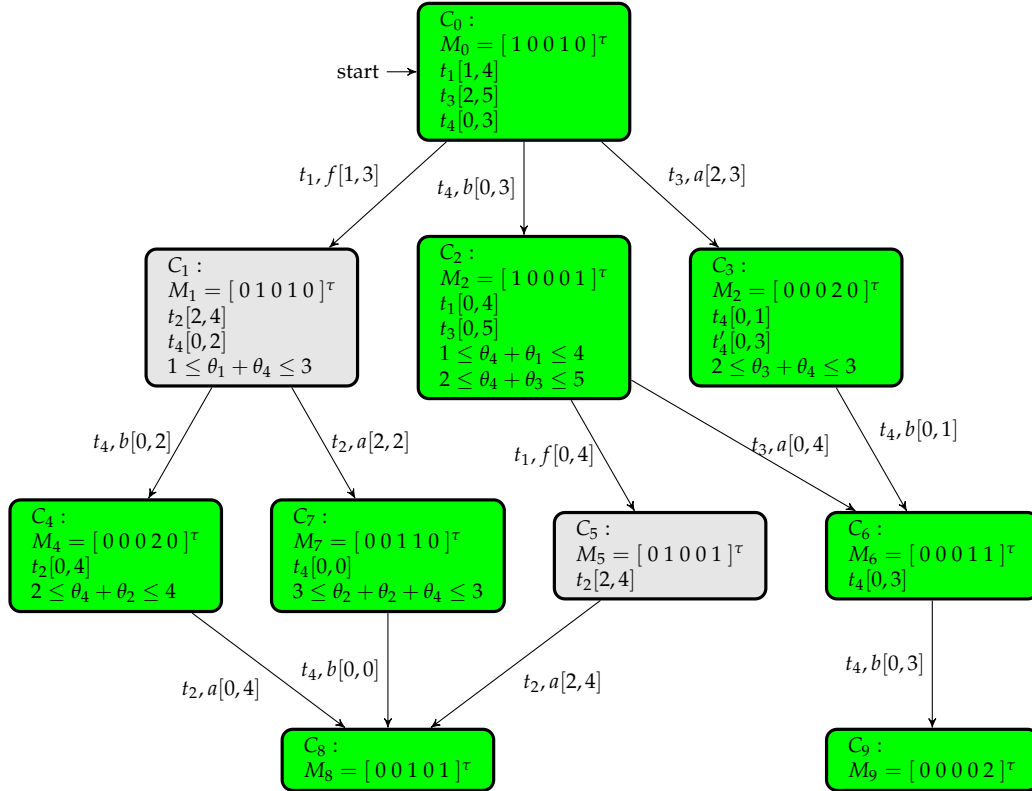 C₀ :
M₀ = [ 1 0 0 1 0 ]^τ
start
t₁[1, 4]
t₃[2, 5]
t₄[0, 3]
t₁, f[1, 3]
t₄, b[0, 3]
t₃, a[2, 3]
C₁ :
M₁ = [ 0 1 0 1 0 ]^τ
t₂[2, 4]
t₄[0, 2]
1 ≤ θ₁ + θ₄ ≤ 3
C₂ :
M₂ = [ 1 0 0 0 1 ]^τ
t₁[0, 4]
t₃[0, 5]
1 ≤ θ₄ + θ₁ ≤ 4
2 ≤ θ₄ + θ₃ ≤ 5
C₃ :
M₂ = [ 0 0 0 2 0 ]^τ
t₄[0, 1]
t₄′[0, 3]
2 ≤ θ₃ + θ₄ ≤ 3
t₄, b[0, 2]
t₂, a[2, 2]
t₁, f[0, 4]
t₃, a[0, 4]
t₄, b[0, 1]
C₄ :
M₄ = [ 0 0 0 2 0 ]^τ
t₂[0, 4]
2 ≤ θ₄ + θ₂ ≤ 4
C₇ :
M₇ = [ 0 0 1 1 0 ]^τ
t₄[0, 0]
3 ≤ θ₂ + θ₂ + θ₄ ≤ 3
C₅ :
M₅ = [ 0 1 0 0 1 ]^τ
t₂[2, 4]
C₆ :
M₆ = [ 0 0 0 1 1 ]^τ
t₄[0, 3]
t₂, a[0, 4]
t₄, b[0, 0]
t₂, a[2, 4]
t₄, b[0, 3]
C₈ :
M₈ = [ 0 0 1 0 1 ]^τ
C₉ :
M₉ = [ 0 0 0 0 2 ]^τ